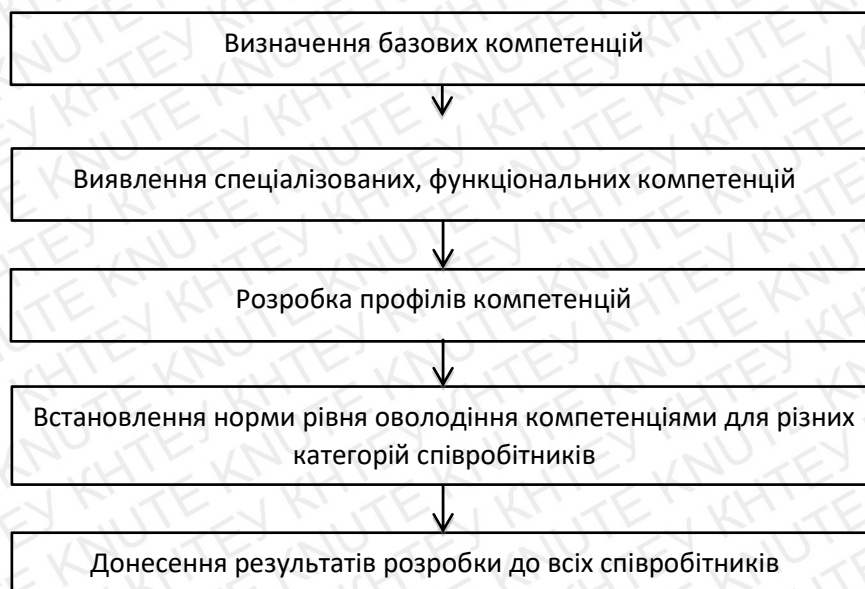 Визначення базових компетенцій
Виявлення спеціалізованих, функціональних компетенцій
Розробка профілів компетенцій
Встановлення норми рівня оволодіння компетенціями для різних
категорій співробітників
Донесення результатів розробки до всіх співробітників